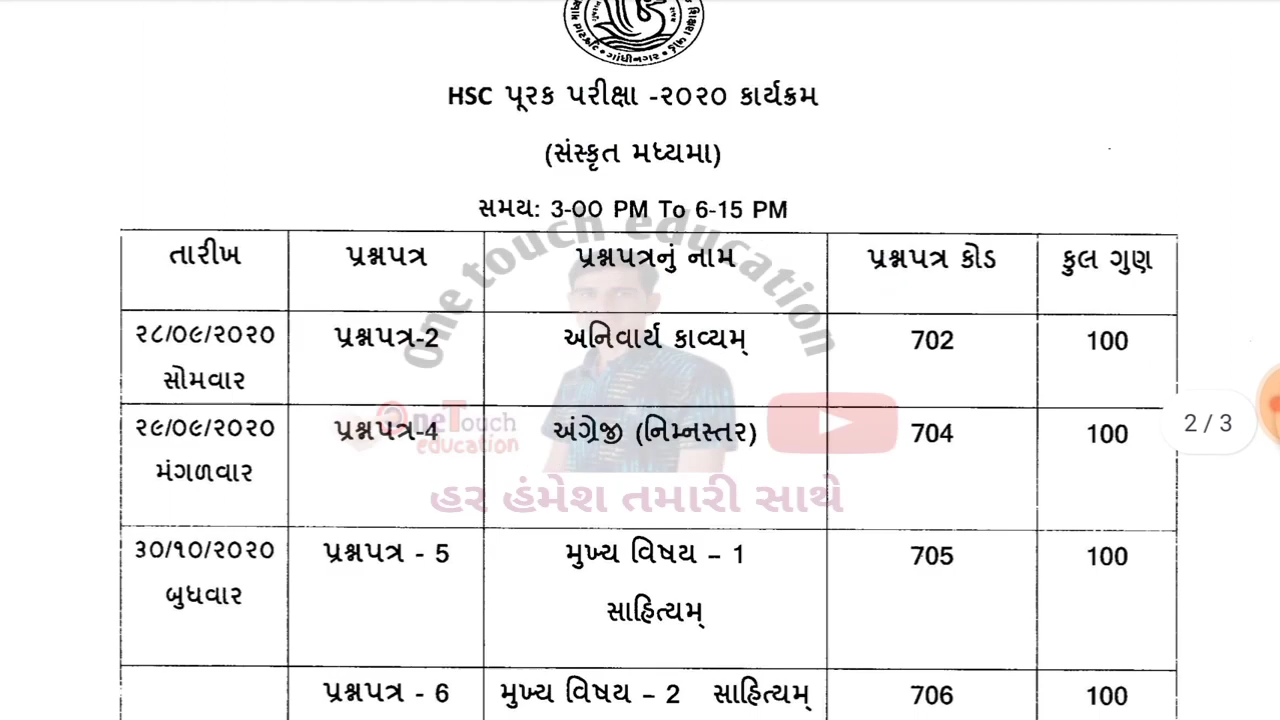 ગાંધીનગર
HSC પૂરક પરીક્ષા -૨૦૨૦ કાર્યક્રમ
(સંસ્કૃત મધ્યમા)
સમય: 3-00 PM To 6-15 PM
One touch education
તારીખ પ્રશ્નપત્ર પ્રશ્નપત્રનું નામ પ્રશ્નપત્ર કોડ કુલ ગુણ
૨૮/૦૯/૨૦૨૦ પ્રશ્નપત્ર-2 અનિવાર્ય કાવ્યમ્ 702 100
સોમવાર
૨૯/૦૯/૨૦૨૦ પ્રશ્નપત્ર-4 અંગ્રેજી (નિમ્નસ્તર) 704 100
મંગળવાર
OneTouch
education
2 / 3
હર હંમેશ તમારી સાથે
૩૦/૧૦/૨૦૨૦ પ્રશ્નપત્ર - 5 મુખ્ય વિષય – 1 705 100
બુધવાર સાહિત્યમ્
પ્રશ્નપત્ર - 6 મુખ્ય વિષય – 2 સાહિત્યમ્ 706 100